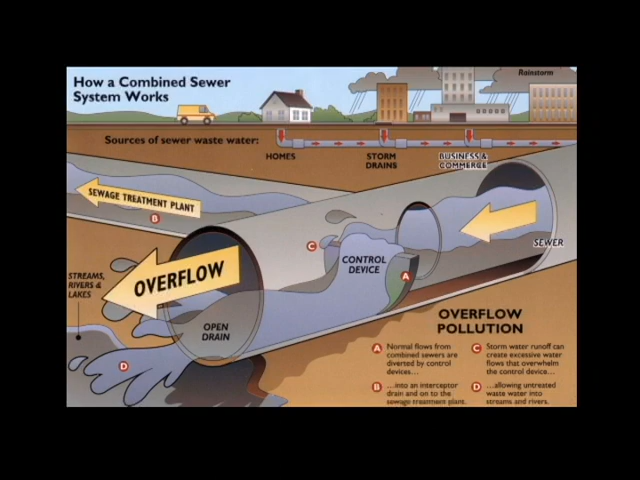 How a Combined Sewer
System Works
Rainstorm
Sources of sewer waste water:
HOMES
STORM
DRAINS
BUSINESS &
COMMERCE
SEWAGE TREATMENT PLANT
B
C
CONTROL
DEVICE
A
SEWER
OVERFLOW
STREAMS,
RIVERS &
LAKES
OPEN
DRAIN
D
OVERFLOW
POLLUTION
A Normal flows from
combined sewers are
diverted by control
devices...
B ...into an interceptor
drain and on to the
sewage treatment plant.
C Storm water runoff can
create excessive water
flows that overwhelm
the control device...
D ...allowing untreated
waste water into
streams and rivers.